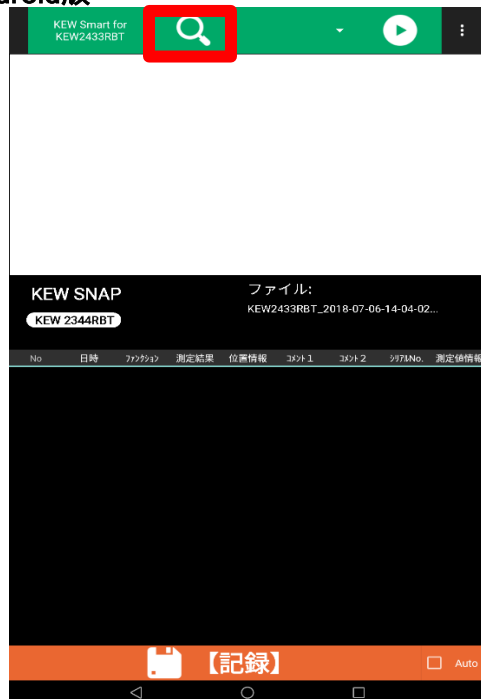 KEW Smart for
KEW2433RBT
KEW SNAP
KEW 2344RBT
ファイル:
KEW2433RBT_2018-07-06-14-04-02...
No 日時 ﾌｧﾝｸｼｮﾝ 測定結果 位置情報 ｺﾒﾝﾄ1 ｺﾒﾝﾄ2 ｼﾘｱﾙNo. 測定値情報
【記録】
Auto